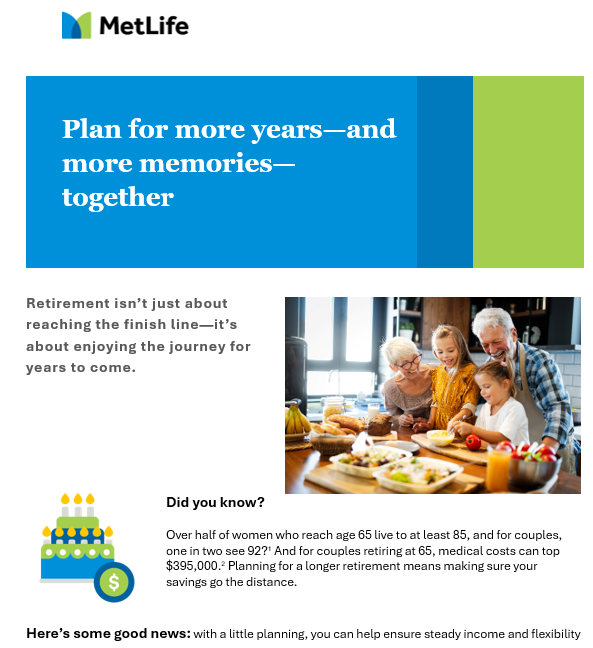 MetLife
Plan for more years—and
more memories—
together
Retirement isn't just about
reaching the finish line—it's
about enjoying the journey for
years to come.
Did you know?
Over half of women who reach age 65 live to at least 85, and for couples,
one in two see 92?¹ And for couples retiring at 65, medical costs can top
$395,000.² Planning for a longer retirement means making sure your
savings go the distance.
$
Here's some good news: with a little planning, you can help ensure steady income and flexibility